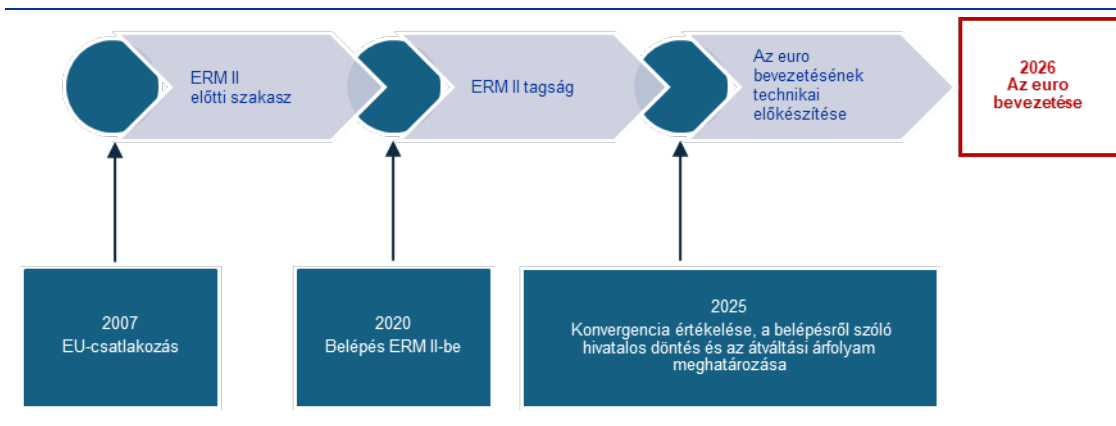 ERM II
előtti szakasz
ERM II tagság
Az euro
bevezetésének
technikai
előkészítése
2026
Az euro
bevezetése
2007
EU-csatlakozás
2020
Belépés ERM II-be
2025
Konvergencia értékelése, a belépésről szóló
hivatalos döntés és az átváltási árfolyam
meghatározása